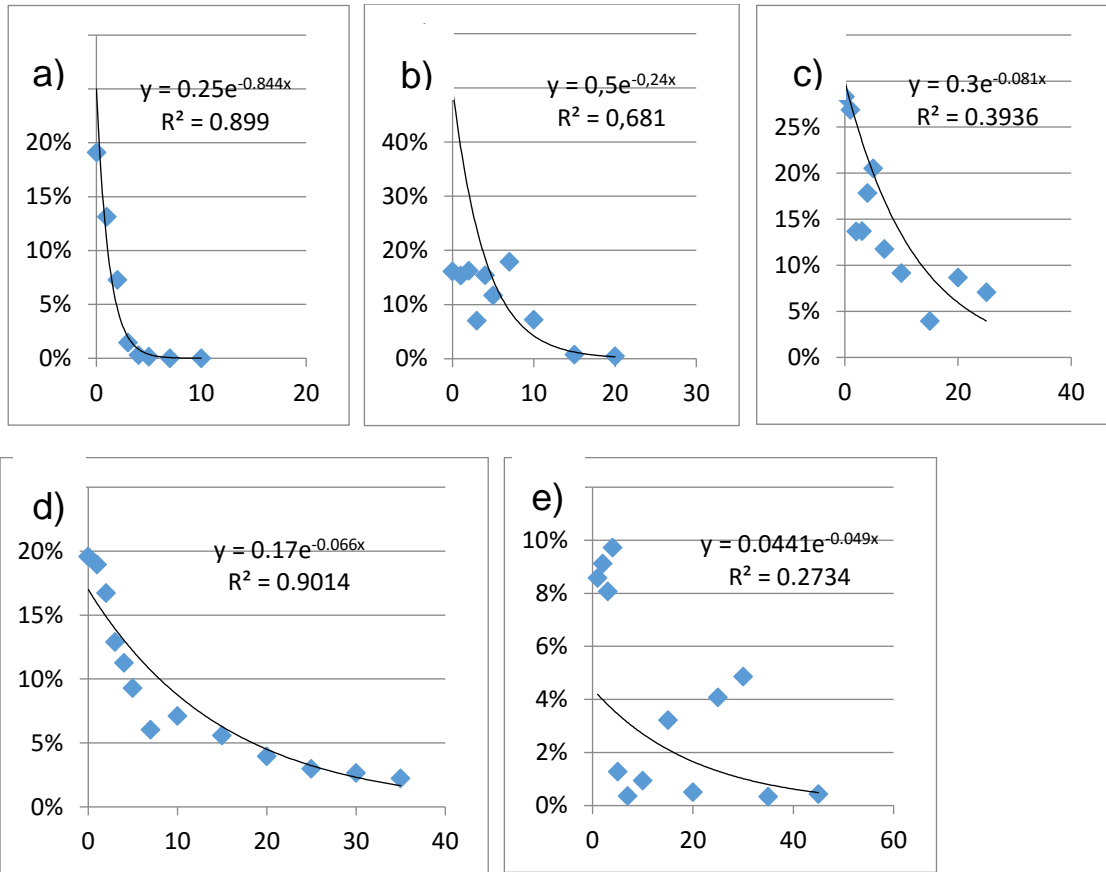 a)
y = 0.25e^-0.844x
R² = 0.899
20%
15%
10%
5%
0%
0 10 20
b)
y = 0,5e^-0,24x
R² = 0,681
40%
30%
20%
10%
0%
0 10 20 30
c)
y = 0.3e^-0.081x
R² = 0.3936
25%
20%
15%
10%
5%
0%
0 20 40
d)
y = 0.17e^-0.066x
R² = 0.9014
20%
15%
10%
5%
0%
0 10 20 30 40
e)
y = 0.0441e^-0.049x
R² = 0.2734
10%
8%
6%
4%
2%
0%
0 20 40 60